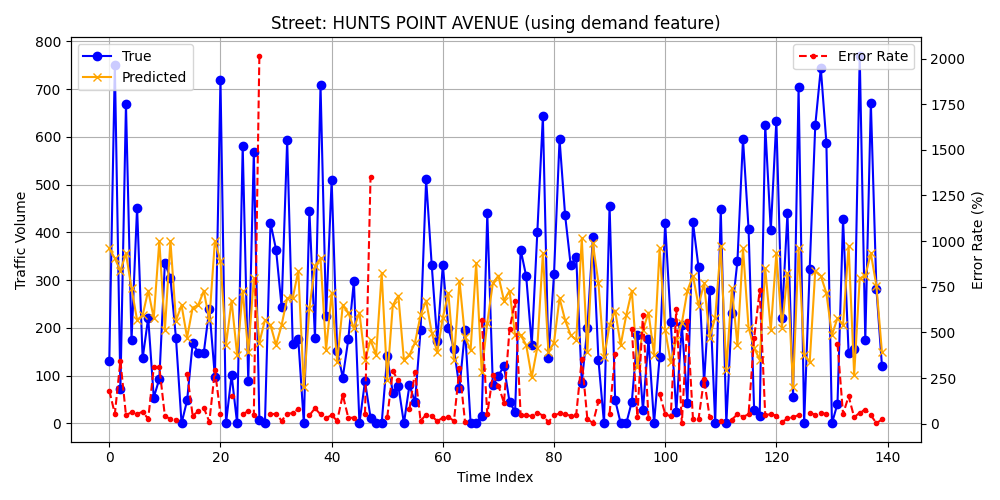 Street: HUNTS POINT AVENUE (using demand feature)
True
Predicted
Error Rate
800
700
600
500
400
300
200
100
0
Traffic Volume
2000
1750
1500
1250
1000
750
500
250
0
Error Rate (%)
0 20 40 60 80 100 120 140
Time Index